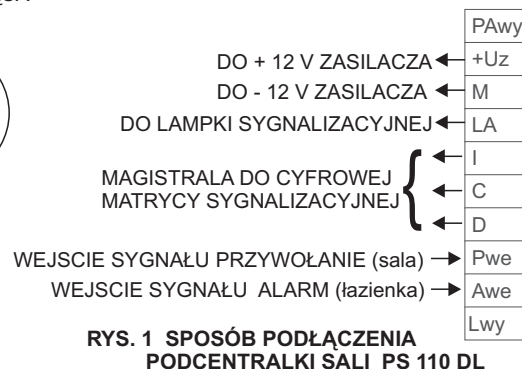 PAwy
DO + 12 V ZASILACZA +Uz
DO - 12 V ZASILACZA M
DO LAMPKI SYGNALIZACYJNEJ LA
I
MAGISTRALA DO CYFROWEJ
MATRYCY SYGNALIZACYJNEJ C
D
WEJSCIE SYGNAŁU PRZYWOŁANIE (sala) Pwe
WEJSCIE SYGNAŁU ALARM (łazienka) Awe
Lwy
RYS. 1 SPOSÓB PODŁĄCZENIA
PODCENTRALKI SALI PS 110 DL